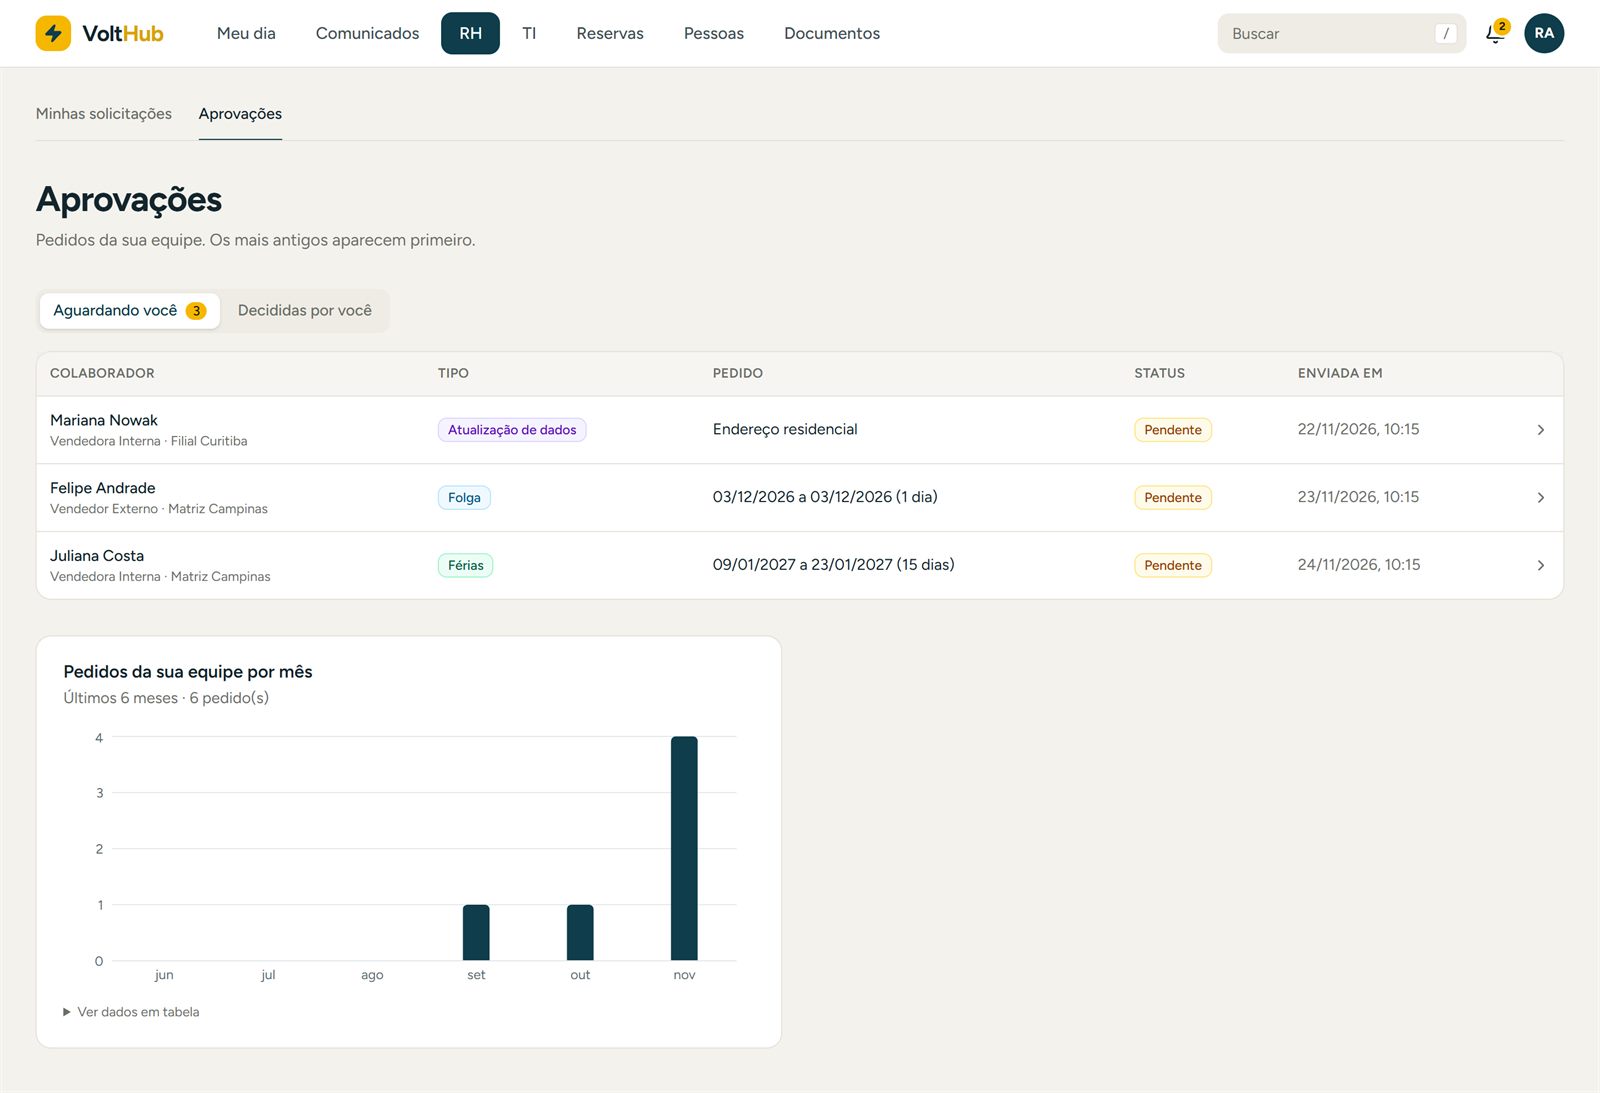 VoltHub
Meu dia
Comunicados
RH
TI
Reservas
Pessoas
Documentos
Buscar
/
2
RA
Minhas solicitações
Aprovações
Aprovações
Pedidos da sua equipe. Os mais antigos aparecem primeiro.
Aguardando você 3
Decididas por você
COLABORADOR
TIPO
PEDIDO
STATUS
ENVIADA EM
Mariana Nowak
Vendedora Interna · Filial Curitiba
Atualização de dados
Endereço residencial
Pendente
22/11/2026, 10:15
Felipe Andrade
Vendedor Externo · Matriz Campinas
Folga
03/12/2026 a 03/12/2026 (1 dia)
Pendente
23/11/2026, 10:15
Juliana Costa
Vendedora Interna · Matriz Campinas
Férias
09/01/2027 a 23/01/2027 (15 dias)
Pendente
24/11/2026, 10:15
Pedidos da sua equipe por mês
Últimos 6 meses · 6 pedido(s)
4
3
2
1
0
jun
jul
ago
set
out
nov
Ver dados em tabela